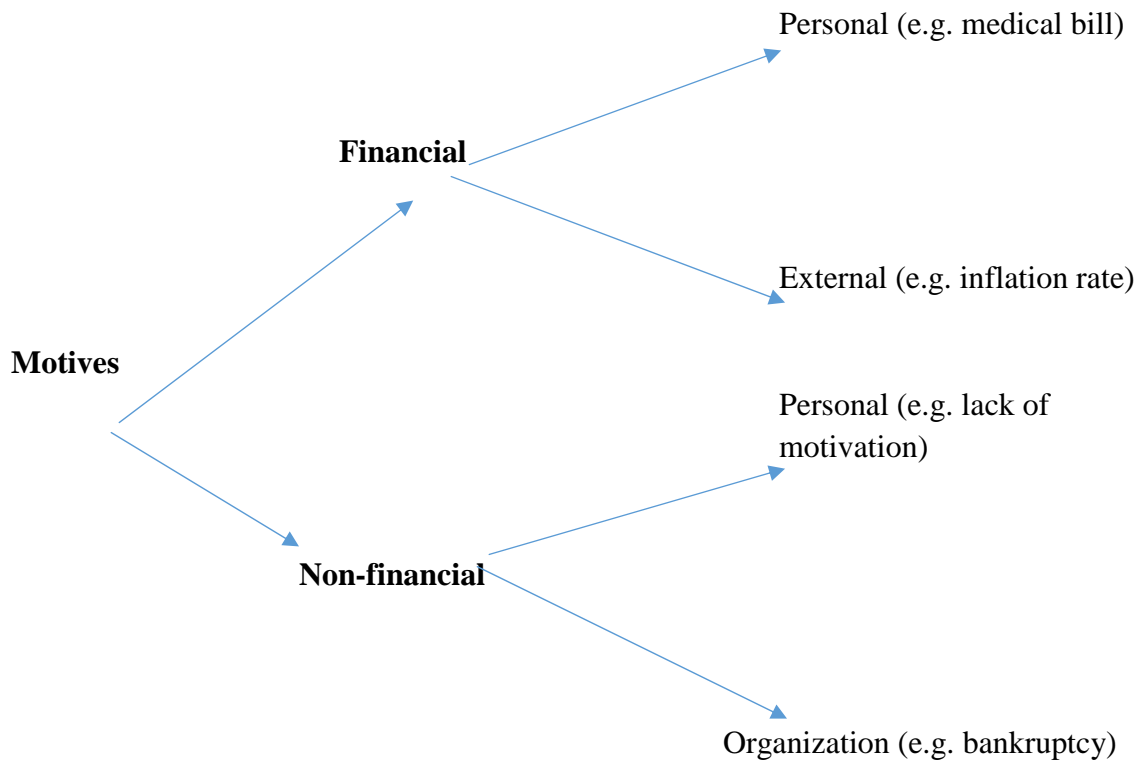 Personal (e.g. medical bill)
Financial
External (e.g. inflation rate)
Motives
Personal (e.g. lack of
motivation)
Non-financial
Organization (e.g. bankruptcy)